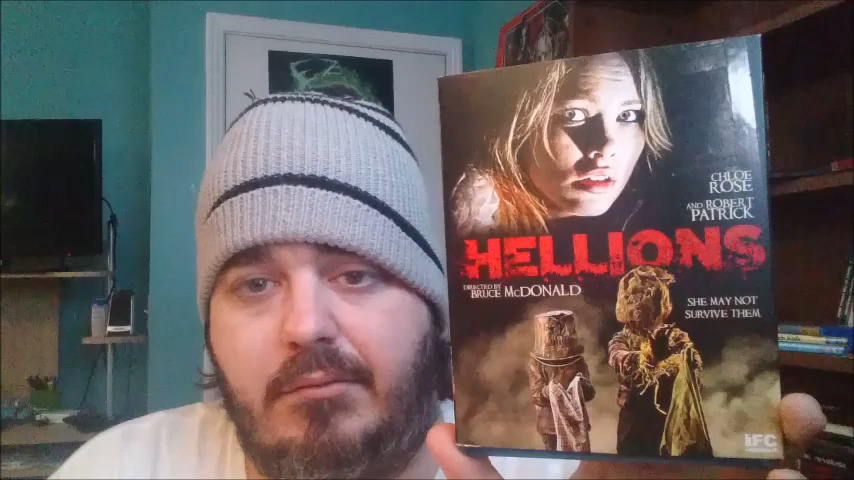 CHLOE
ROSE
AND ROBERT
PATRICK
HELLIONS
DIRECTED BY
BRUCE McDONALD
SHE MAY NOT
SURVIVE THEM
IFC